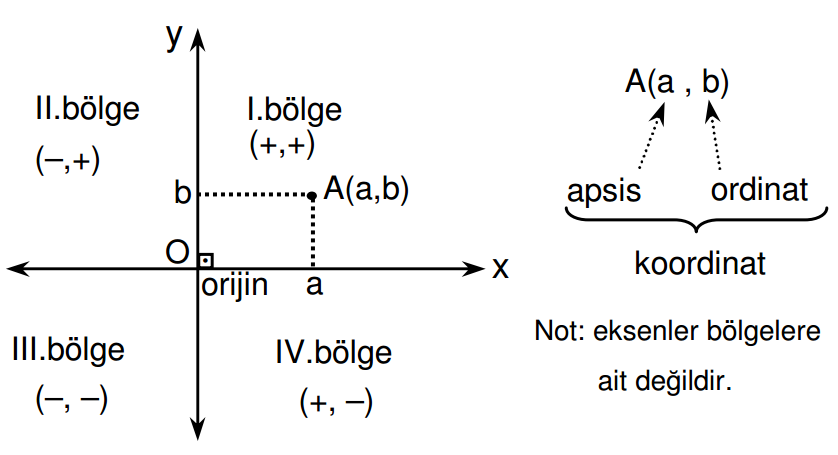 y
II.bölge
(–,+)
I.bölge
(+,+)
b
A(a,b)
O
x
orijin
a
III.bölge
(–, –)
IV.bölge
(+, –)
A(a , b)
apsis
ordinat
koordinat
Not: eksenler bölgelere
ait değildir.